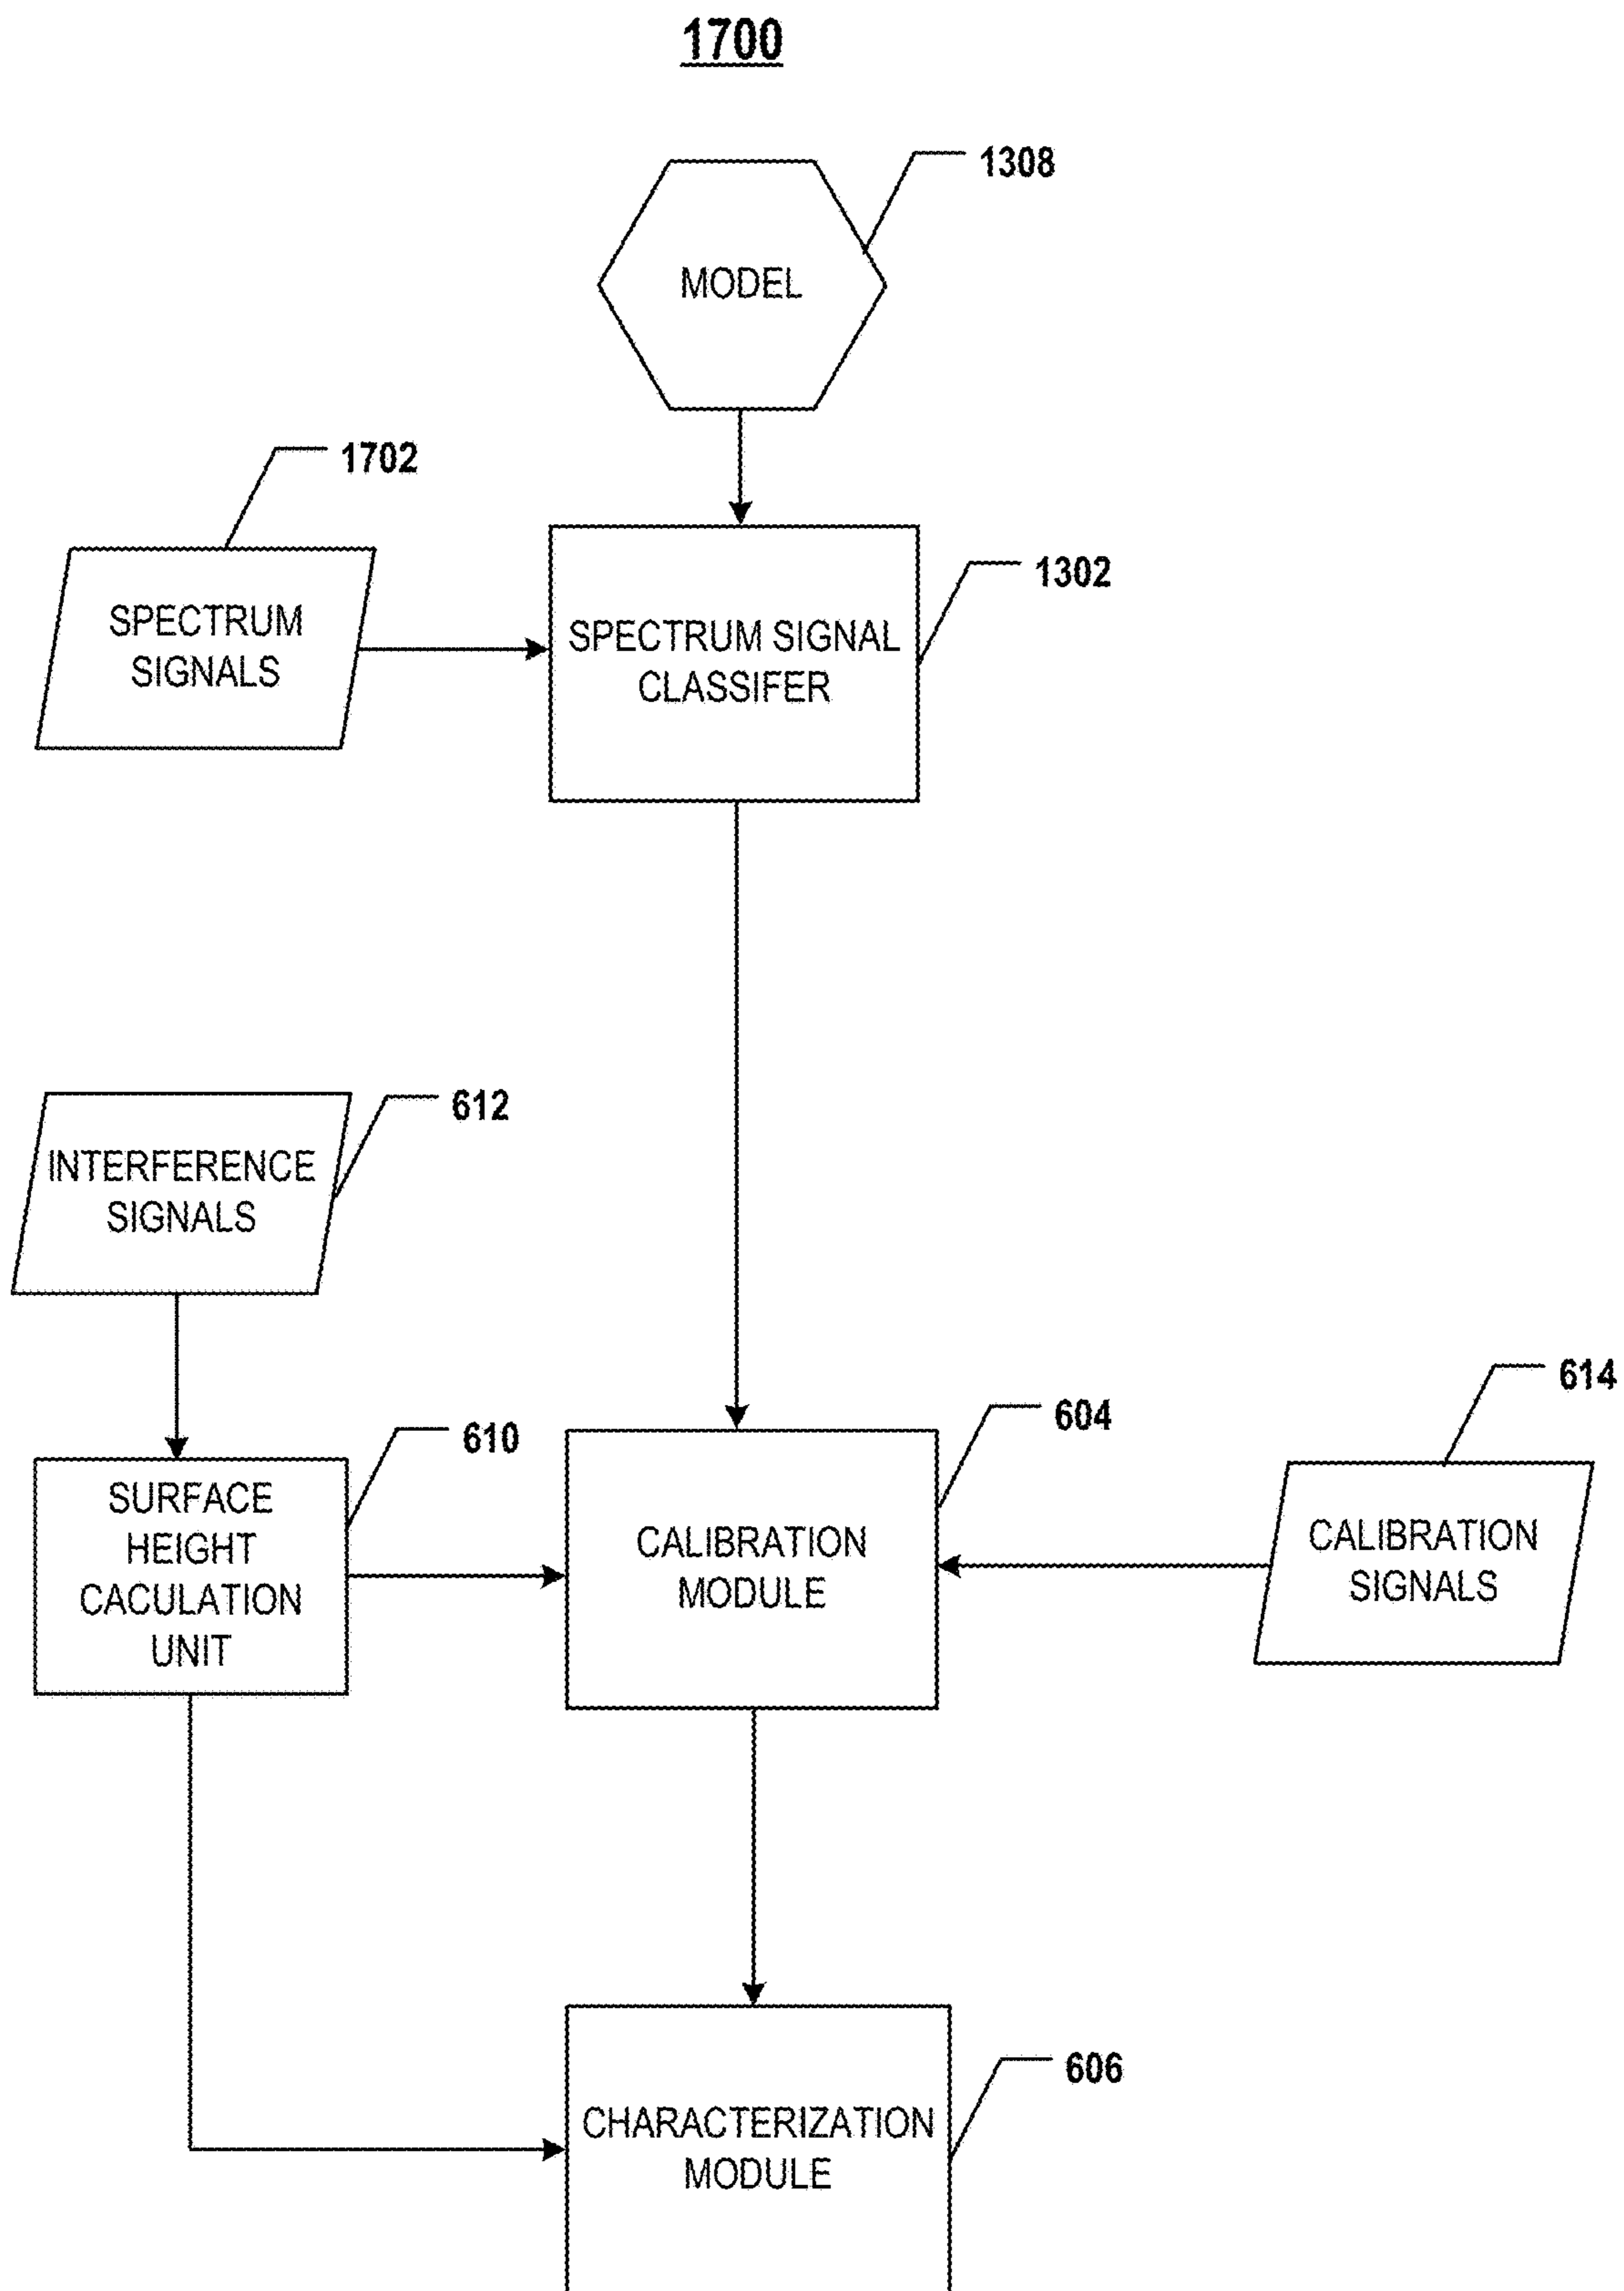 1700
1308
MODEL
1702
SPECTRUM
SIGNALS
1302
SPECTRUM SIGNAL
CLASSIFER
612
INTERFERENCE
SIGNALS
610
SURFACE
HEIGHT
CACULATION
UNIT
604
CALIBRATION
MODULE
614
CALIBRATION
SIGNALS
606
CHARACTERIZATION
MODULE